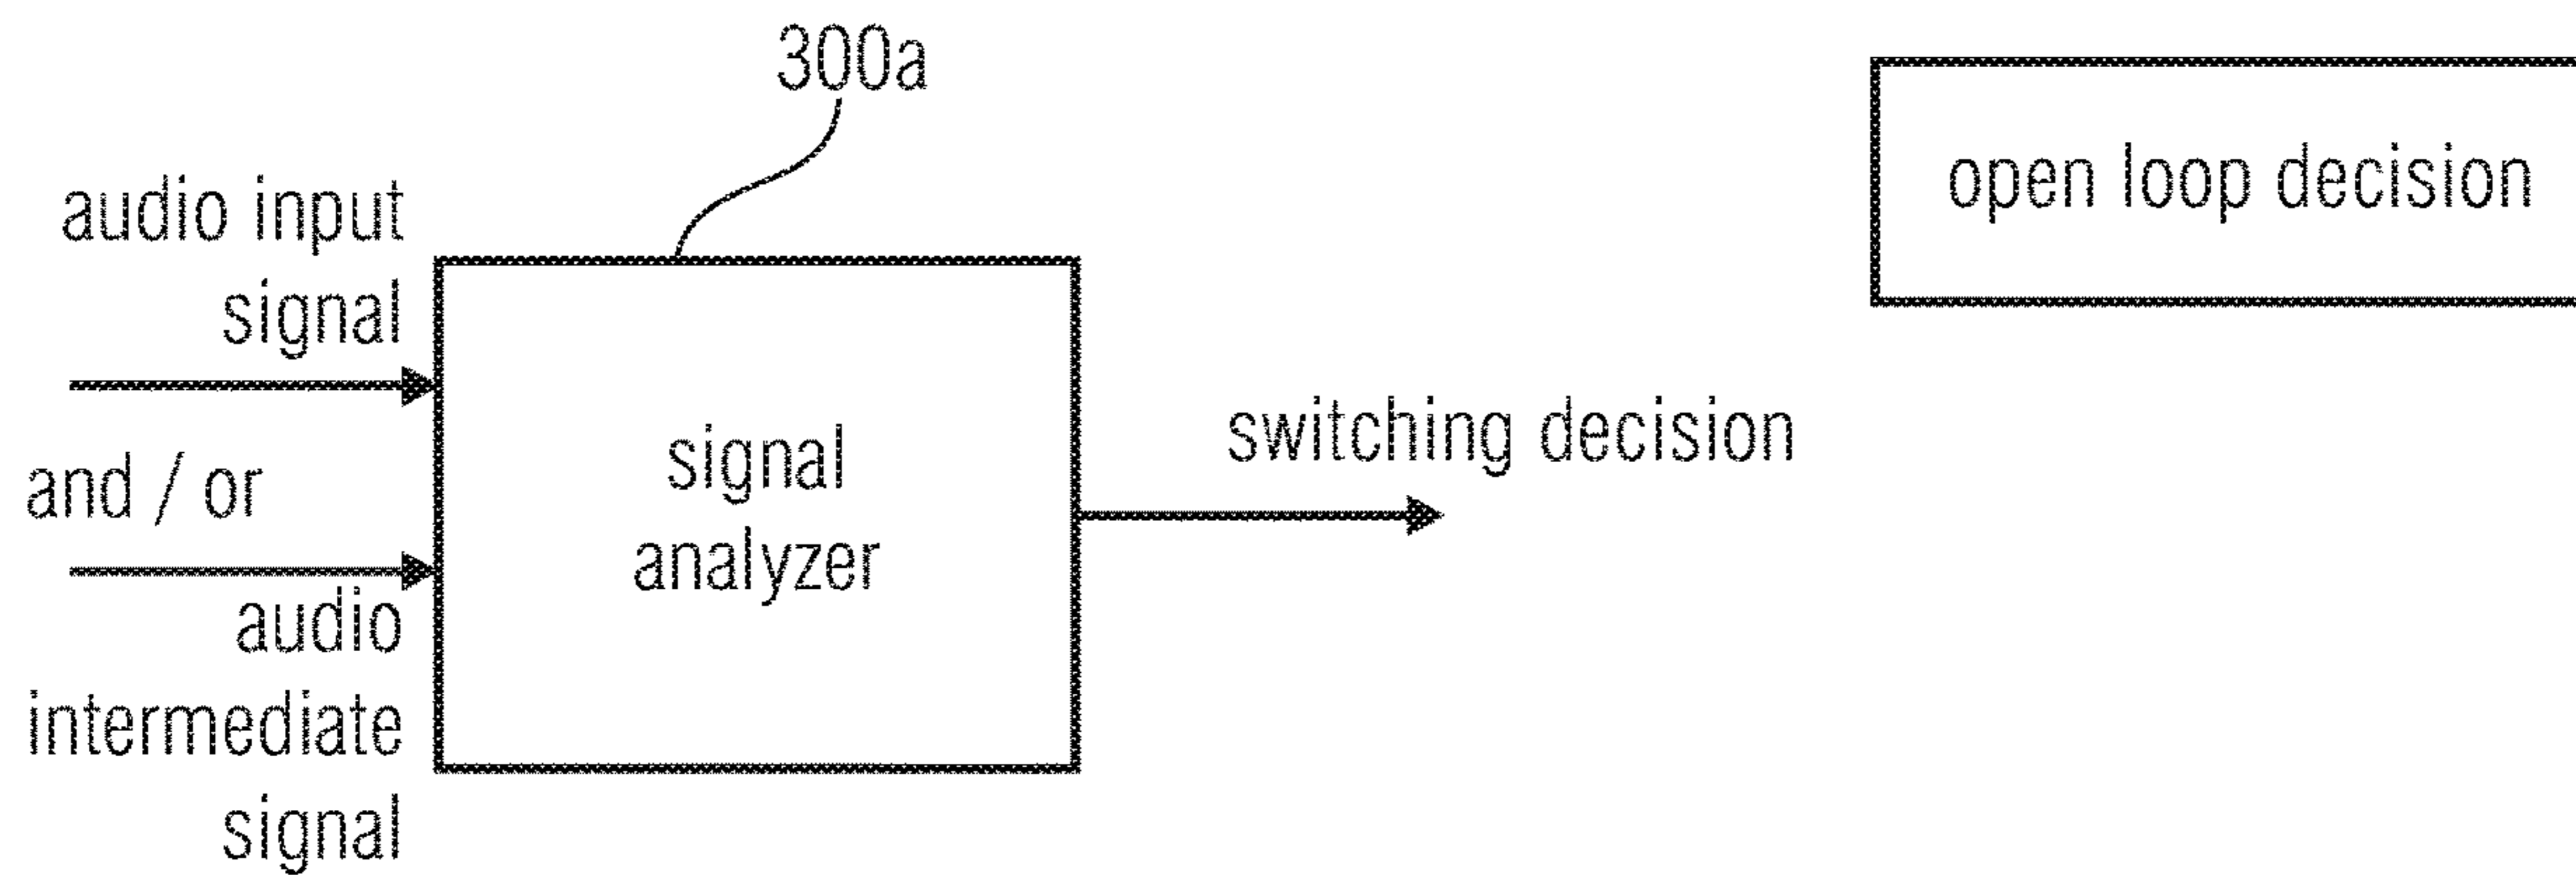 300a
open loop decision
audio input
signal
and / or
audio
intermediate
signal
signal
analyzer
switching decision